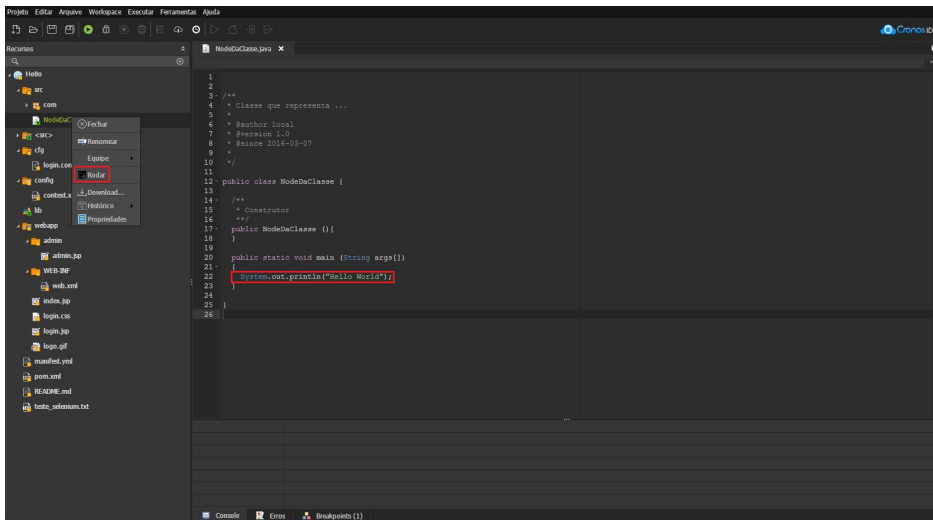 Projeto Editar Arquivo Workspace Executar Ferramentas Ajuda
Cronos IDE
Recursos
NodeDaClasse.java
Hello
src
com
NodeDaC
<src>
cfg
login.con
config
context.x
lib
webapp
admin
admin.jsp
WEB-INF
web.xml
index.jsp
login.css
login.jsp
logo.gif
manifest.yml
pom.xml
README.md
teste_selenium.txt
Fechar
Renomear
Equipe
Rodar
Download...
Histórico
Propriedades
1
2
3 /**
4 * Classe que representa ...
5 *
6 * @author local
7 * @version 1.0
8 * @since 2016-03-07
9 *
10 */
11
12 public class NodeDaClasse {
13
14 /**
15 * Construtor
16 **/
17 public NodeDaClasse (){
18 }
19
20 public static void main (String args[])
21 {
22 System.out.println("Hello World");
23 }
24
25 }
26
Console Erros Breakpoints (1)